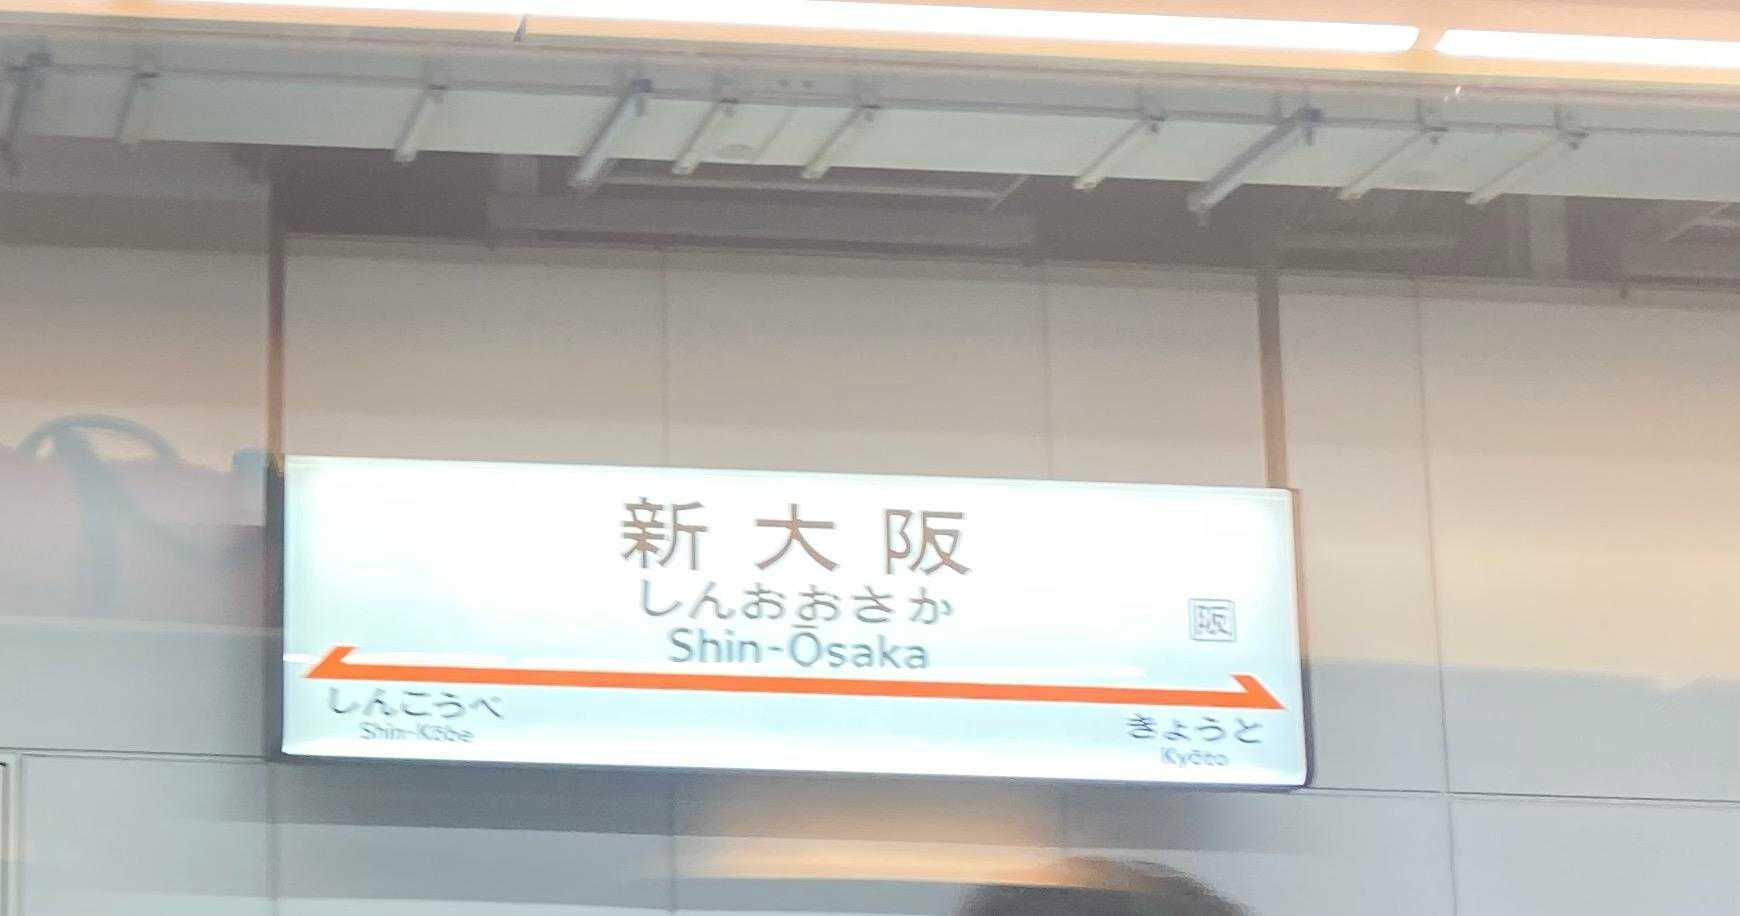 新大阪
しんおおさか
Shin-Ōsaka
阪
しんこうべ
Shin-Kōbe
きょうと
Kyōto